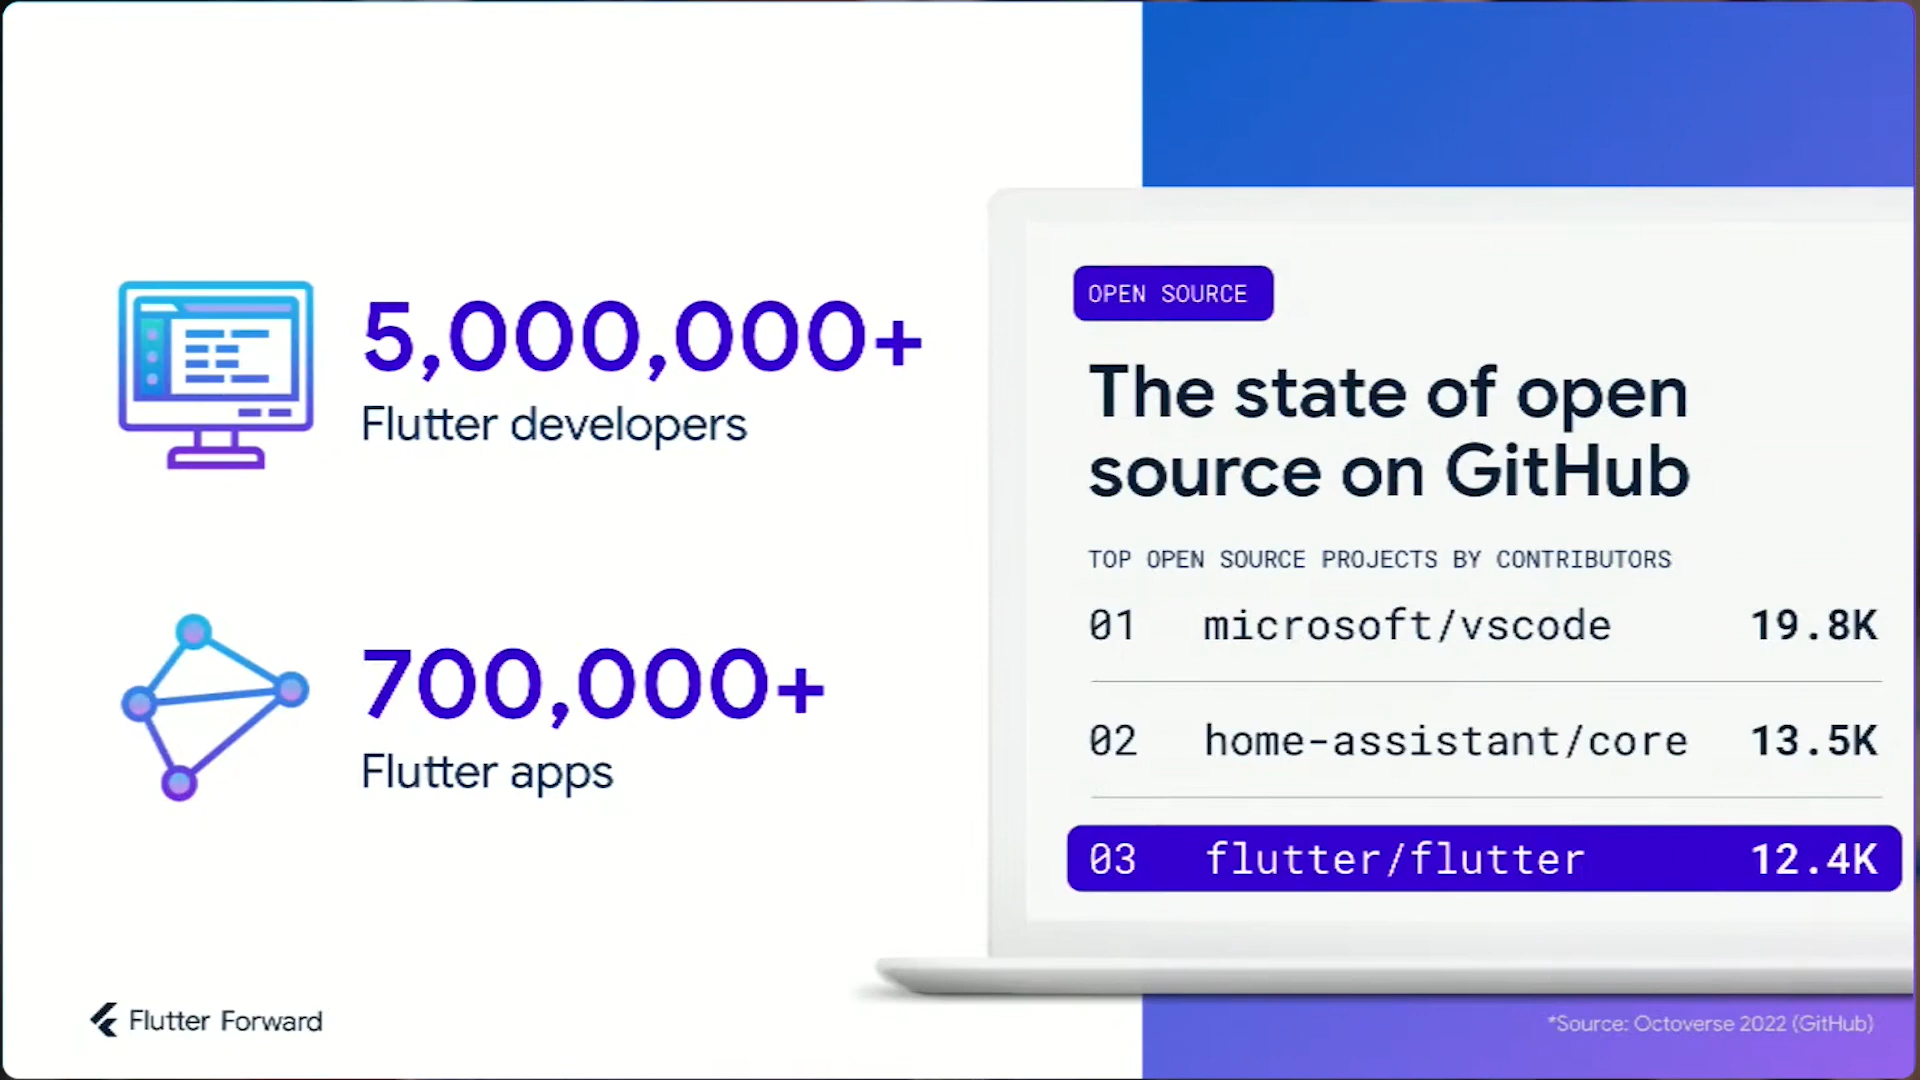 5,000,000+
Flutter developers
700,000+
Flutter apps
OPEN SOURCE
The state of open
source on GitHub
TOP OPEN SOURCE PROJECTS BY CONTRIBUTORS
01 microsoft/vscode 19.8K
02 home-assistant/core 13.5K
03 flutter/flutter 12.4K
Flutter Forward
*Source: Octoverse 2022 (GitHub)